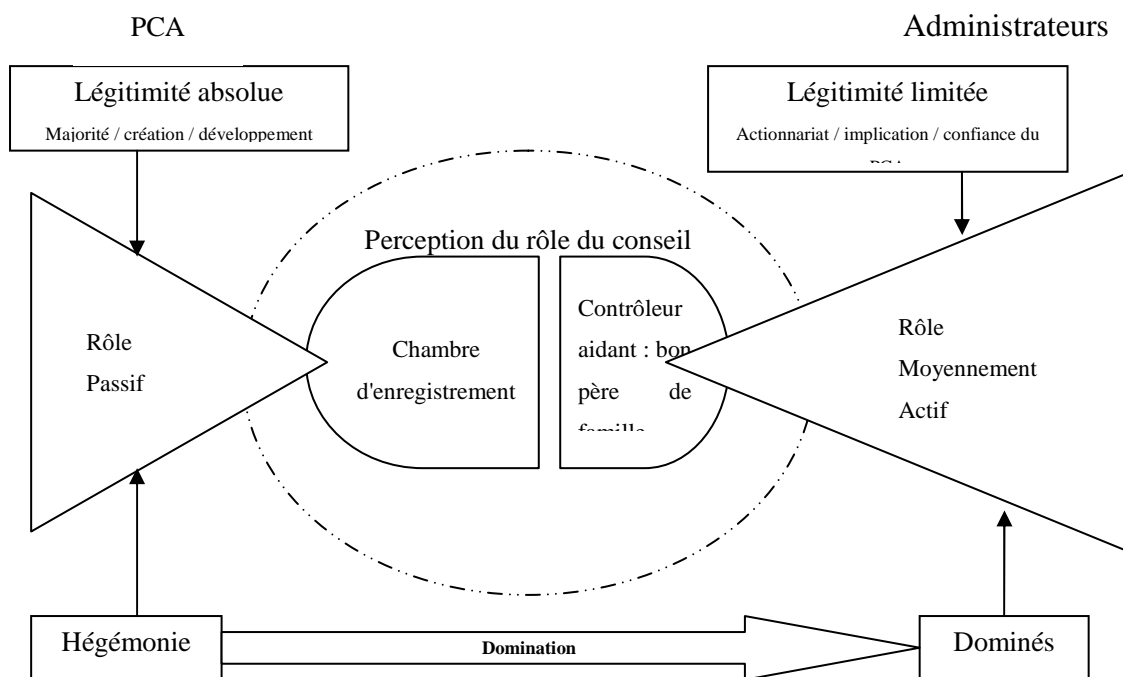 PCA
Administrateurs
Légitimité absolue
Majorité / création / développement
Légitimité limitée
Actionnariat / implication / confiance du
Perception du rôle du conseil
Rôle
Passif
Chambre
d'enregistrement
Contrôleur
aidant : bon
père de
famille
Rôle
Moyennement
Actif
Hégémonie
Domination
Dominés